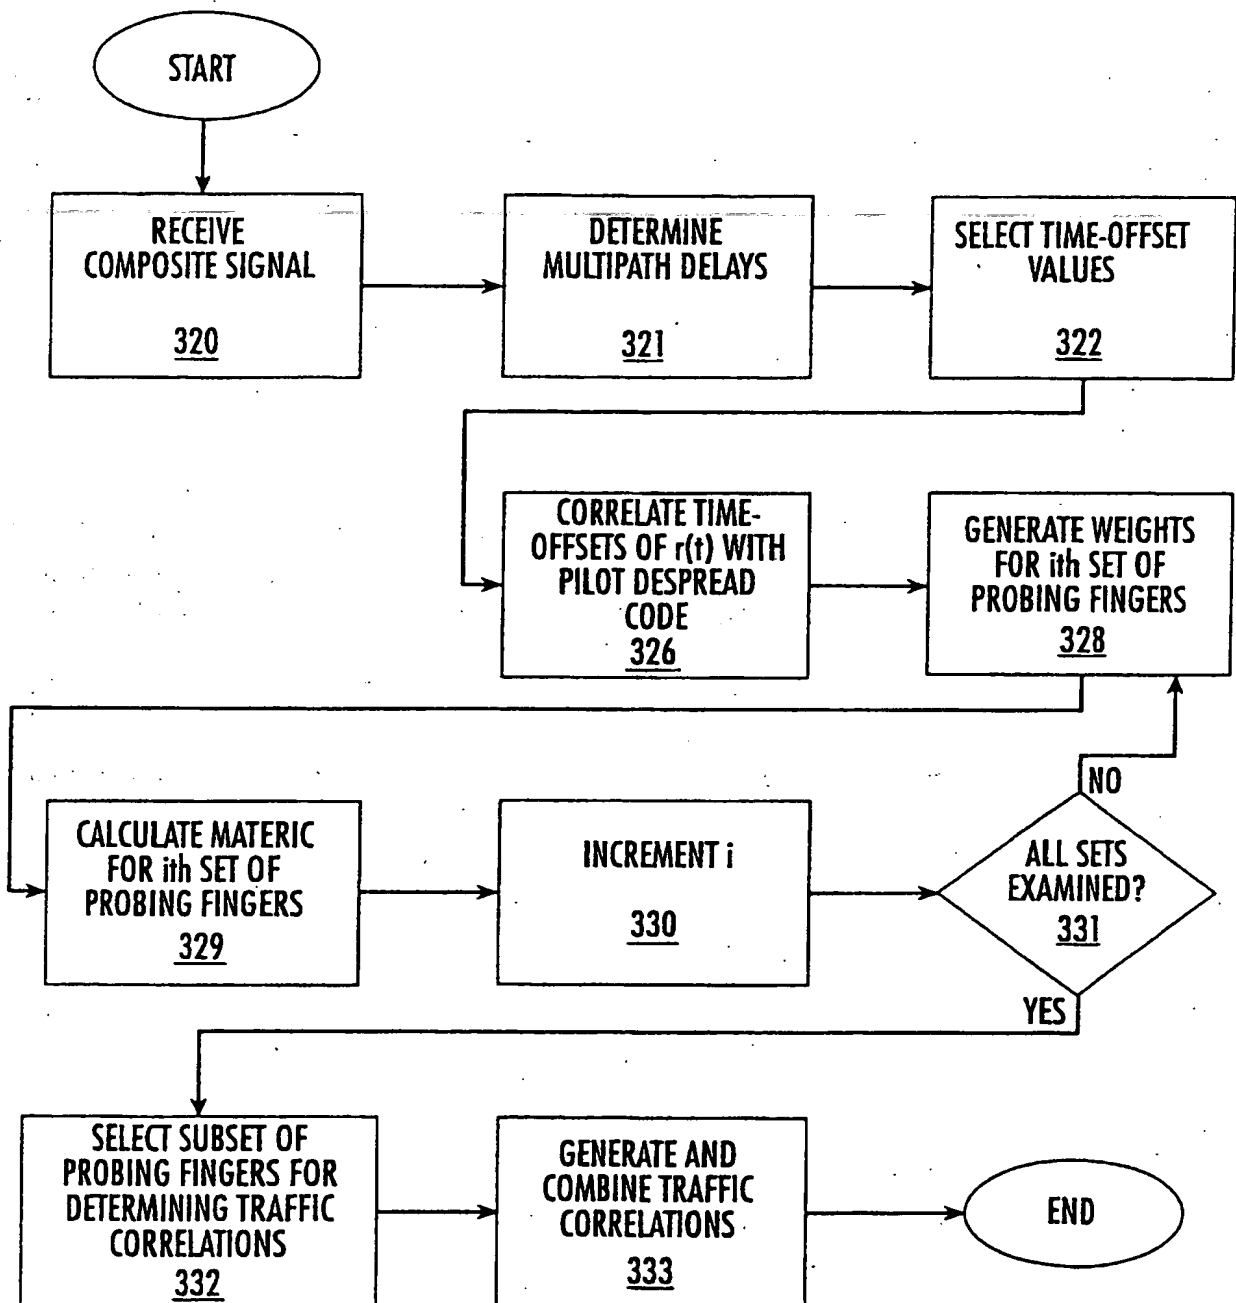 START
RECEIVE
COMPOSITE SIGNAL
320
DETERMINE
MULTIPATH DELAYS
321
SELECT TIME-OFFSET
VALUES
322
CORRELATE TIME-
OFFSETS OF r(t) WITH
PILOT DESPREAD
CODE
326
GENERATE WEIGHTS
FOR ith SET OF
PROBING FINGERS
328
CALCULATE MATERIC
FOR ith SET OF
PROBING FINGERS
329
INCREMENT i
330
NO
ALL SETS
EXAMINED?
331
YES
SELECT SUBSET OF
PROBING FINGERS FOR
DETERMINING TRAFFIC
CORRELATIONS
332
GENERATE AND
COMBINE TRAFFIC
CORRELATIONS
333
END